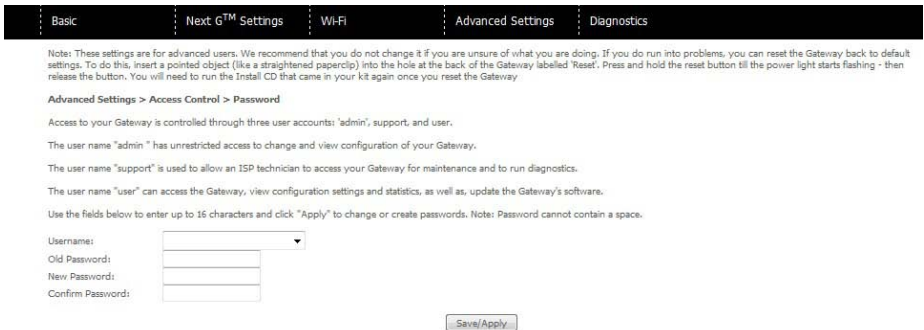 Basic
Next G™ Settings
Wi-Fi
Advanced Settings
Diagnostics
Note: These settings are for advanced users. We recommend that you do not change it if you are unsure of what you are doing. If you do run into problems, you can reset the Gateway back to default
settings. To do this, insert a pointed object (like a straightened paperclip) into the hole at the back of the Gateway labelled 'Reset'. Press and hold the reset button till the power light starts flashing - then
release the button. You will need to run the Install CD that came in your kit again once you reset the Gateway
Advanced Settings > Access Control > Password
Access to your Gateway is controlled through three user accounts: 'admin', support, and user.
The user name "admin " has unrestricted access to change and view configuration of your Gateway.
The user name "support" is used to allow an ISP technician to access your Gateway for maintenance and to run diagnostics.
The user name "user" can access the Gateway, view configuration settings and statistics, as well as, update the Gateway's software.
Use the fields below to enter up to 16 characters and click "Apply" to change or create passwords. Note: Password cannot contain a space.
Username:
Old Password:
New Password:
Confirm Password:
Save/Apply